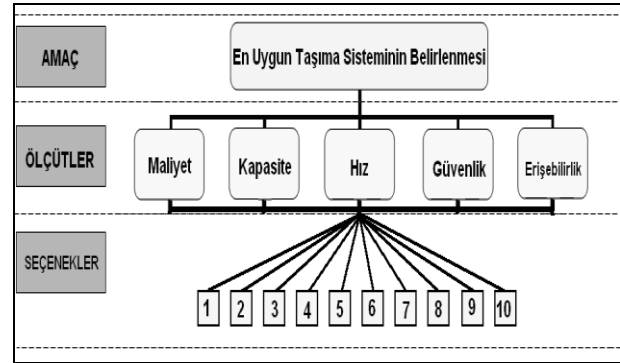 AMAÇ
En Uygun Taşıma Sisteminin Belirlenmesi
ÖLÇÜTLER
Maliyet
Kapasite
Hız
Güvenlik
Erişebilirlik
SEÇENEKLER
1 2 3 4 5 6 7 8 9 10